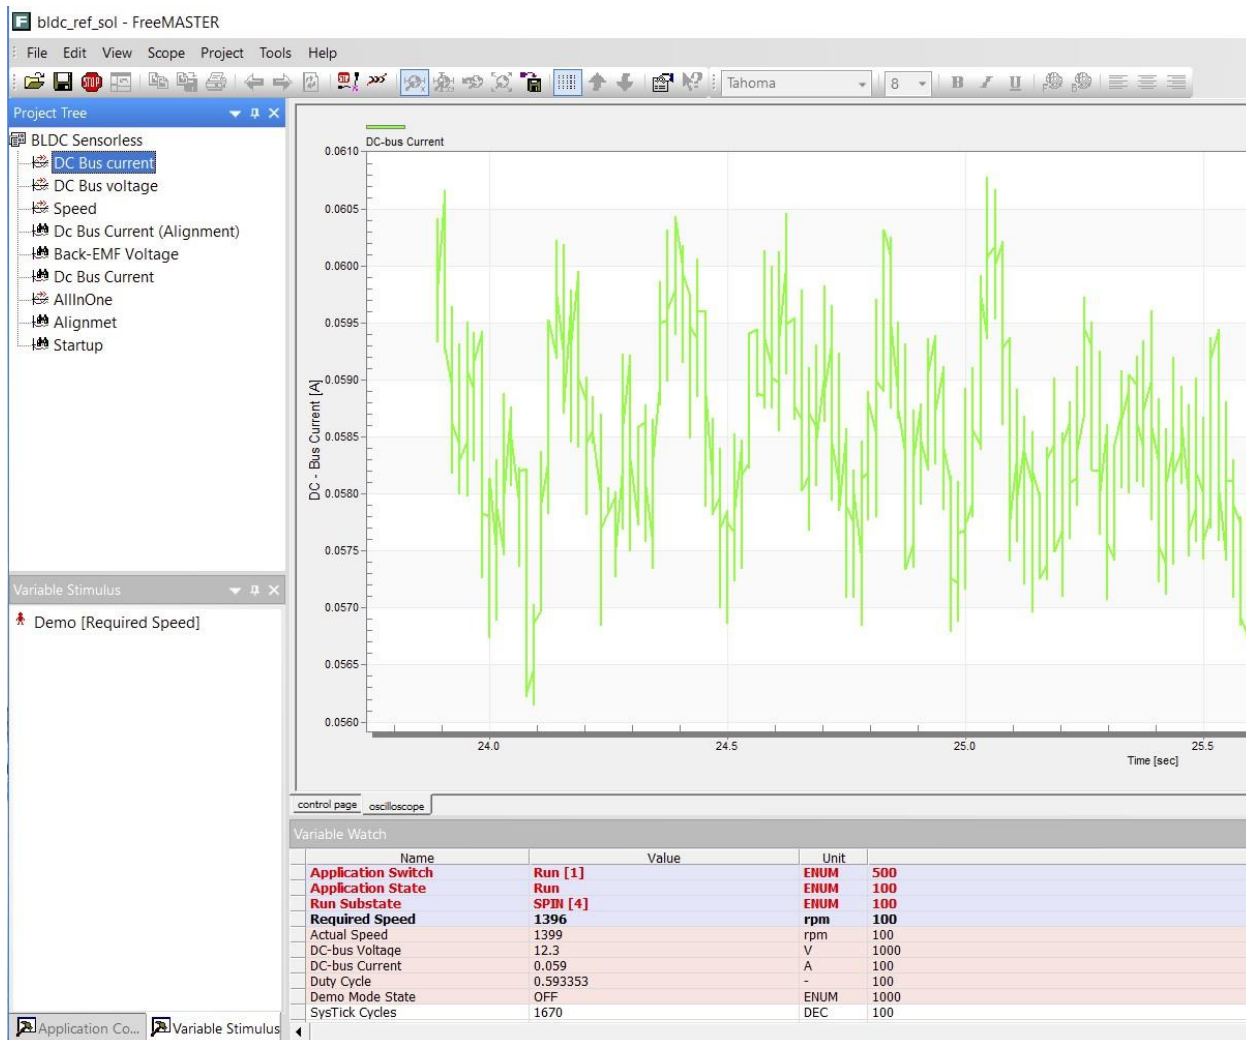 bldc_ref_sol - FreeMASTER
File Edit View Scope Project Tools Help
Tahoma 8 B I U
Project Tree
BLDC Sensorless
DC Bus current
DC Bus voltage
Speed
Dc Bus Current (Alignment)
Back-EMF Voltage
Dc Bus Current
AllInOne
Alignmet
Startup
Variable Stimulus
Demo [Required Speed]
Application Co... Variable Stimulus
DC-bus Current
0.0610
0.0605
0.0600
0.0595
0.0590
0.0585
0.0580
0.0575
0.0570
0.0565
0.0560
DC - Bus Current [A]
24.0 24.5 25.0 25.5
Time [sec]
control page oscilloscope
Variable Watch
Name Value Unit
Application Switch Run [1] ENUM 500
Application State Run ENUM 100
Run Substate SPIN [4] ENUM 100
Required Speed 1396 rpm 100
Actual Speed 1399 rpm 100
DC-bus Voltage 12.3 V 1000
DC-bus Current 0.059 A 100
Duty Cycle 0.593353 - 100
Demo Mode State OFF ENUM 1000
SysTick Cycles 1670 DEC 100